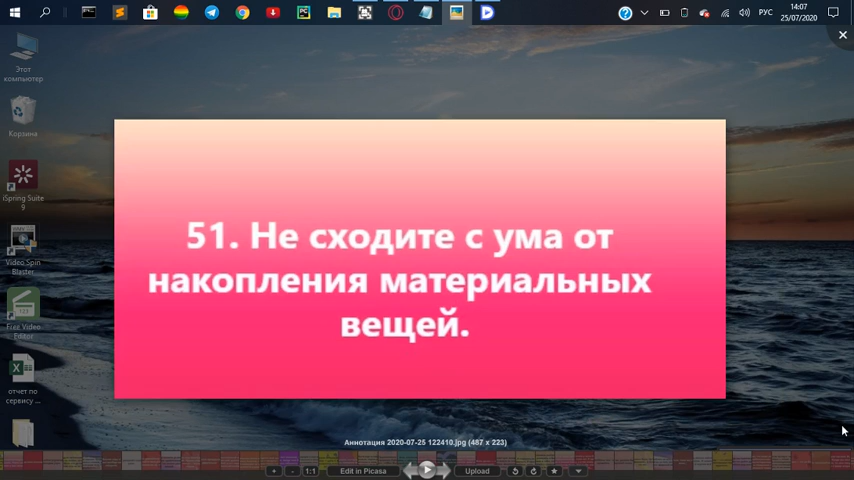 14:07
РУС
25/07/2020
Этот
компьютер
Корзина
iSpring Suite
9
Video Spin
Blaster
Free Video
Editor
отчет по
сервису ...
51. Не сходите с ума от
накопления материальных
вещей.
Аннотация 2020-07-25 122410.jpg (487 x 223)
1:1
Edit in Picasa
Upload